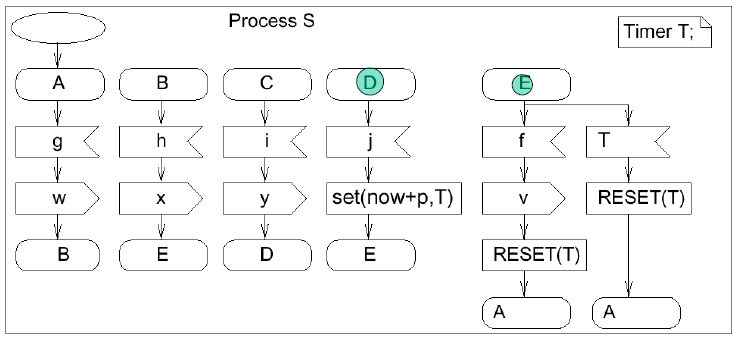 Process S
Timer T;
A B C D E
g h i j f T
w x y set(now+p,T) v RESET(T)
B E D E RESET(T)
A A